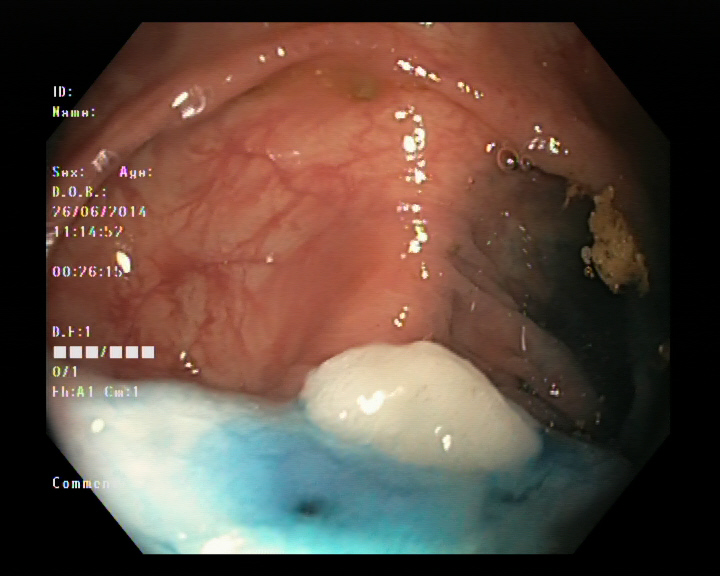 ID:
Name:
Sex: Age:
D.O.B.:
26/06/2014
11:14:52
00:26:15
D.F:1
■■■/■■■
0/1
Eh:A1 Cm:1
Commen